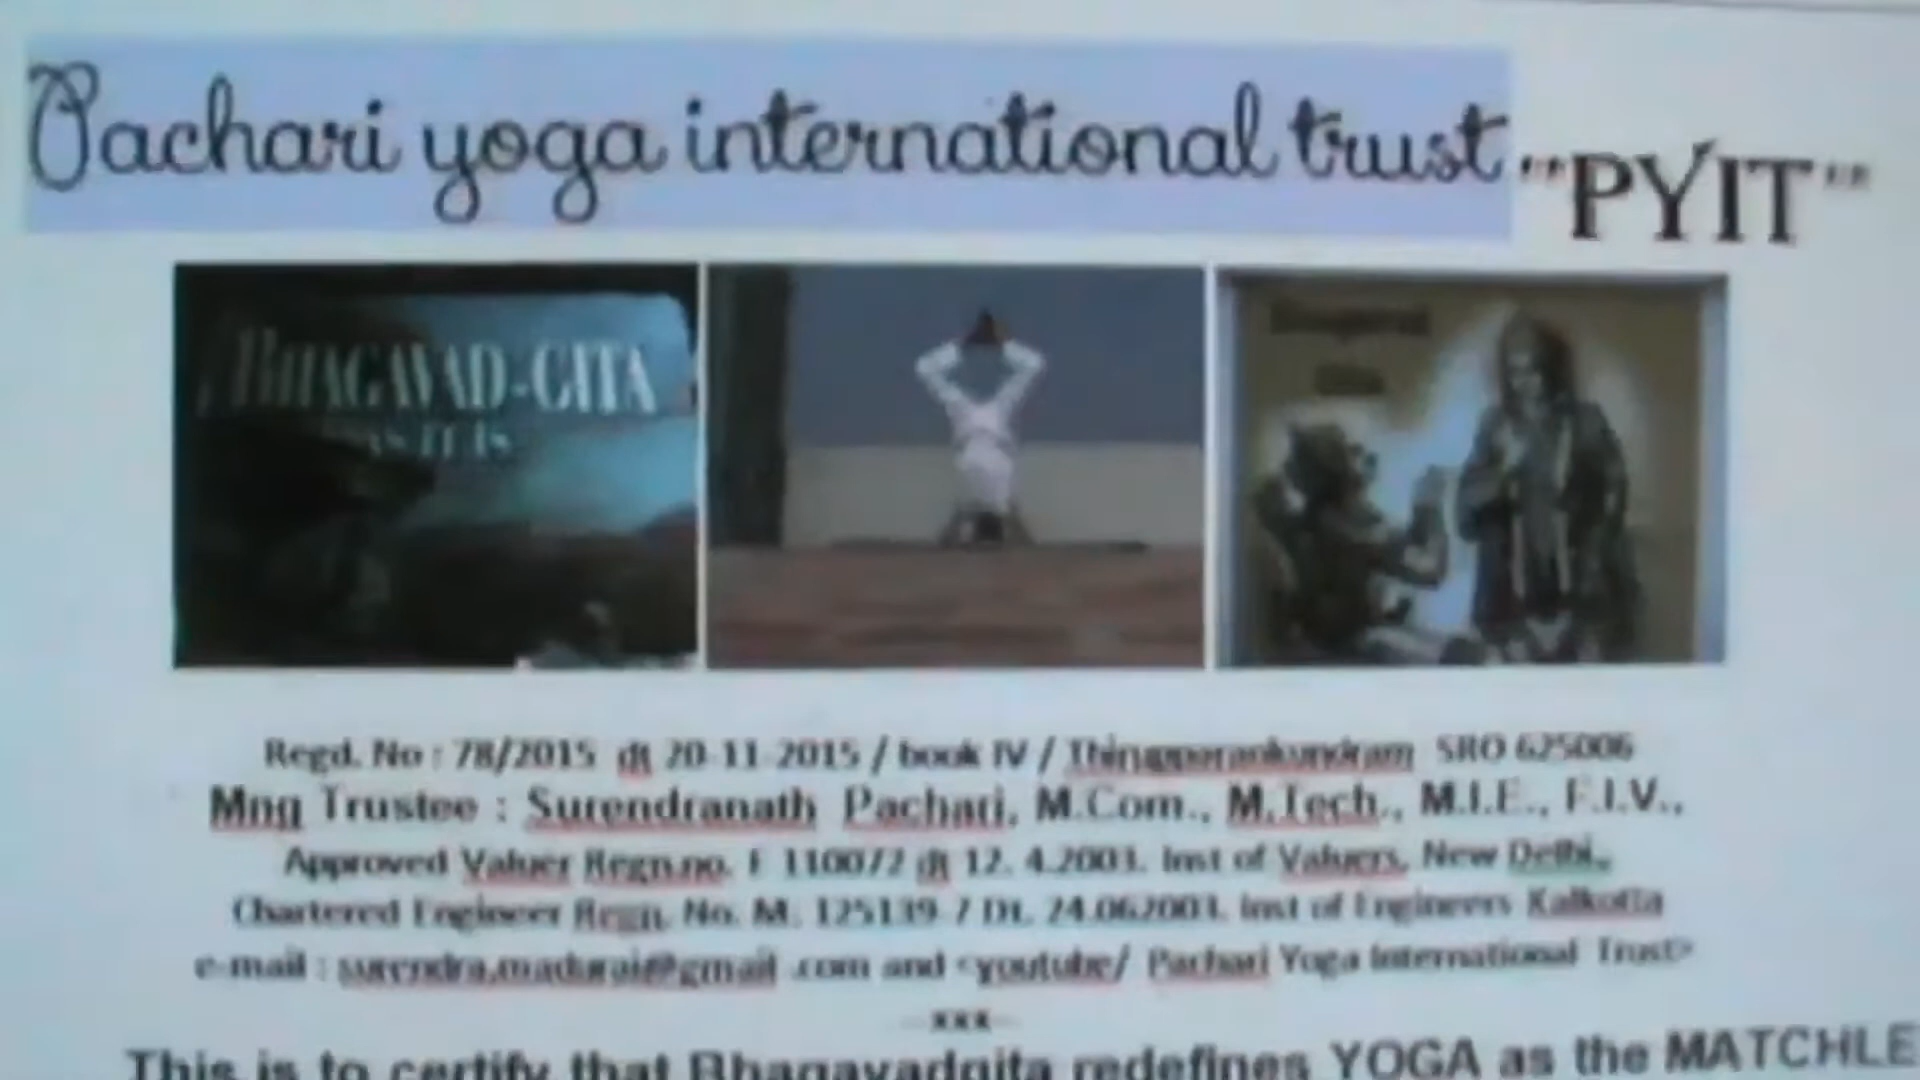 Pachari yoga international trust "PYIT"
BHAGAVAD-GITA
AS IT IS
Regd. No : 78/2015 dt 20-11-2015 / book IV / Thirupparankundram SRO 625006
Mng Trustee : Surendranath Pachari, M.Com., M.Tech., M.I.E., F.I.V.,
Approved Valuer Regn.no. F 110072 dt 12. 4.2003. Inst of Valuers, New Delhi.,
Chartered Engineer Regn. No. M. 125139-7 Dt. 24.062003. Inst of Engineers Kalkotta
e-mail : surendra.madurai@gmail .com and <youtube/ Pachari Yoga International Trust>
xxx
This is to certify that Bhagavadgita redefines YOGA as the MATCHLE